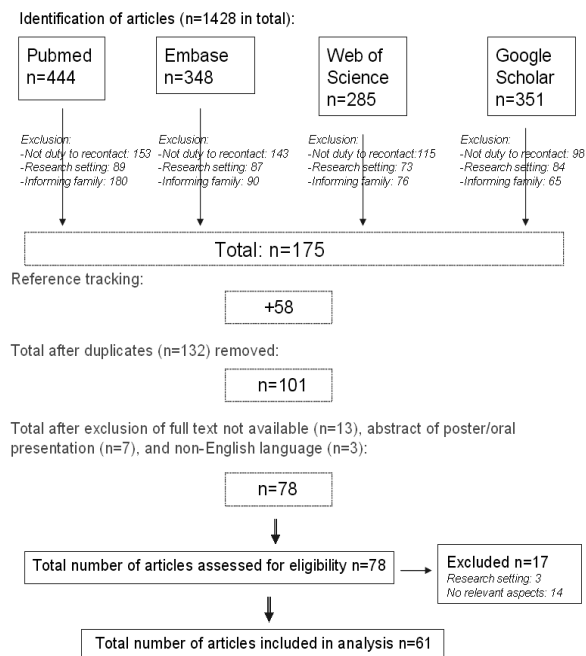 Identification of articles (n=1428 in total):
Pubmed
n=444
Embase
n=348
Web of
Science
n=285
Google
Scholar
n=351
Exclusion:
-Not duty to recontact: 153
-Research setting: 89
-Informing family: 180
Exclusion:
-Not duty to recontact: 143
-Research setting: 87
-Informing family: 90
Exclusion:
-Not duty to recontact:115
-Research setting: 73
-Informing family: 76
Exclusion:
-Not duty to recontact: 98
-Research setting: 84
-Informing family: 65
Total: n=175
Reference tracking:
+58
Total after duplicates (n=132) removed:
n=101
Total after exclusion of full text not available (n=13), abstract of poster/oral
presentation (n=7), and non-English language (n=3):
n=78
Total number of articles assessed for eligibility n=78
Excluded n=17
Research setting: 3
No relevant aspects: 14
Total number of articles included in analysis n=61